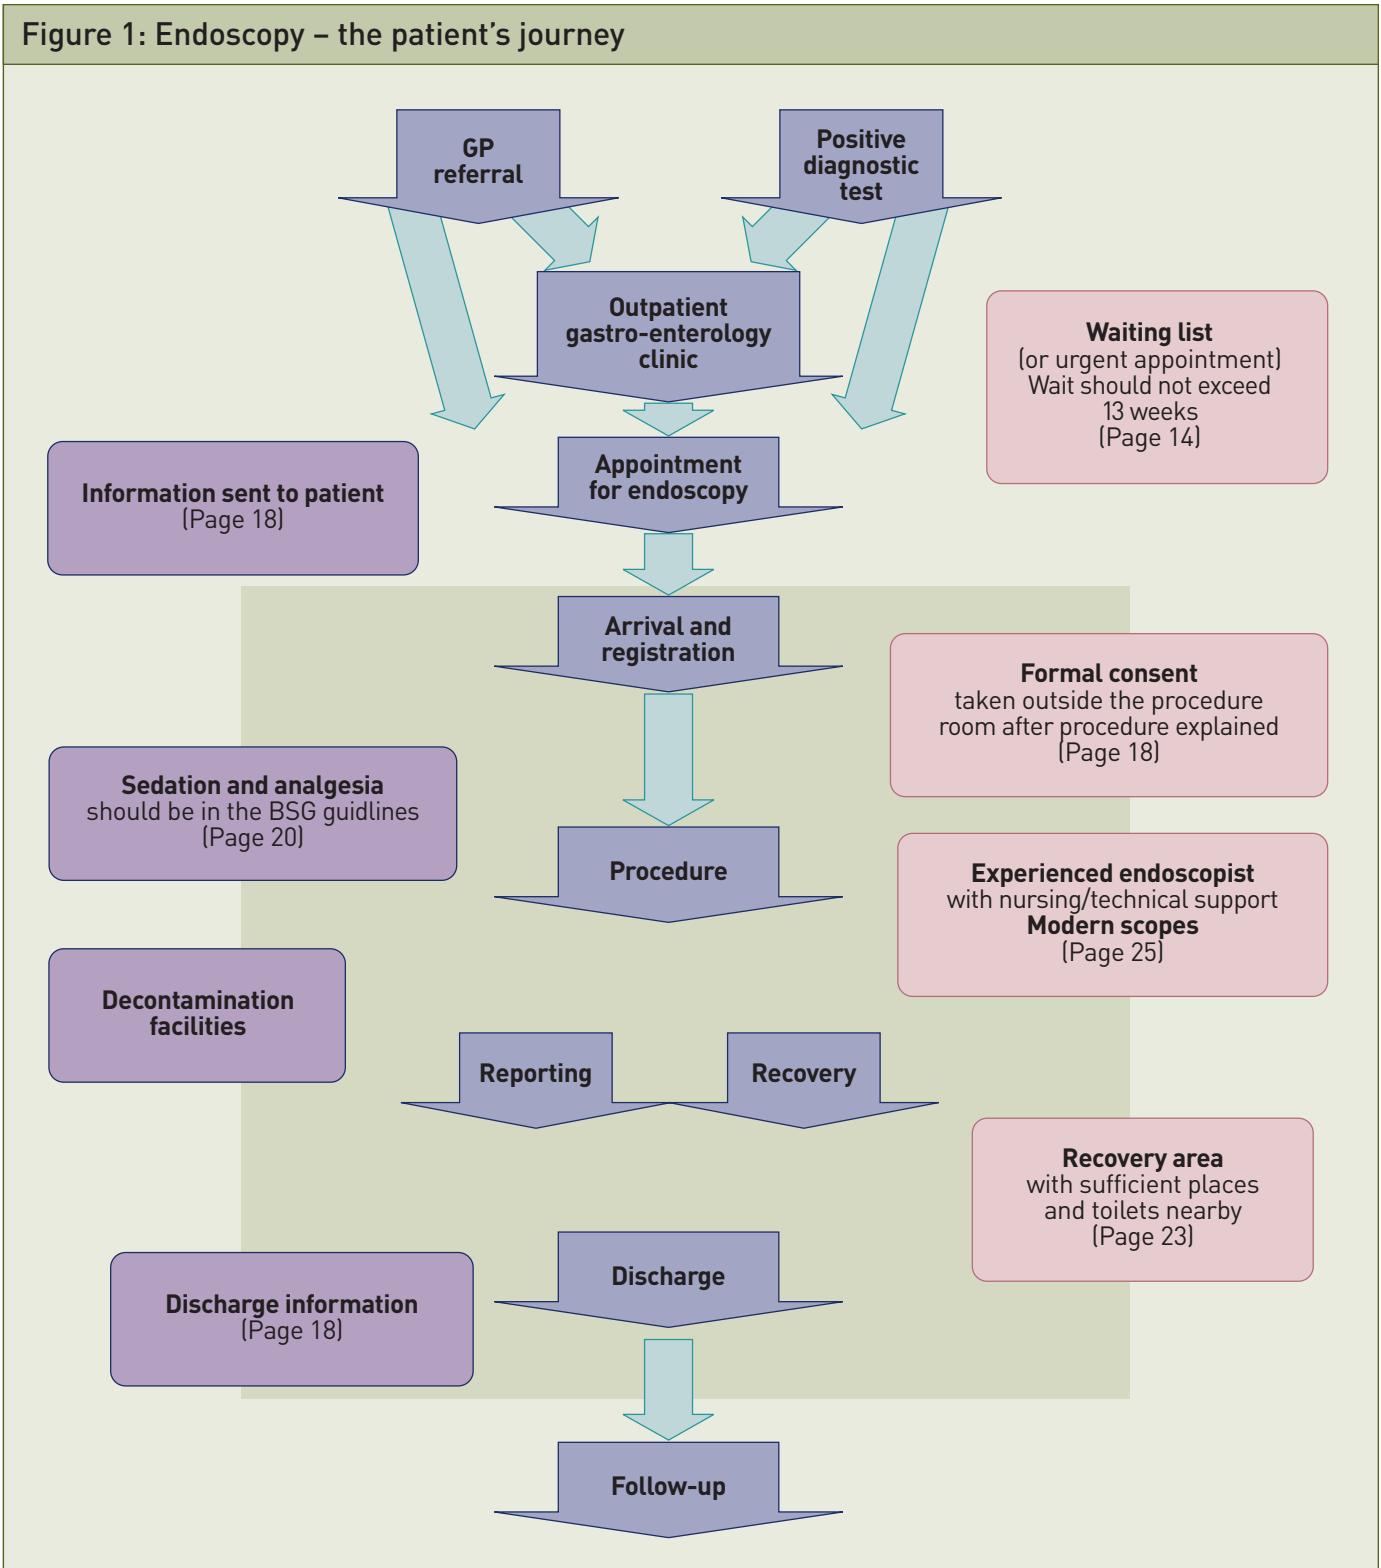 Figure 1: Endoscopy – the patient’s journey
GP
referral
Positive
diagnostic
test
Outpatient
gastro-enterology
clinic
Waiting list
(or urgent appointment)
Wait should not exceed
13 weeks
(Page 14)
Appointment
for endoscopy
Information sent to patient
(Page 18)
Arrival and
registration
Formal consent
taken outside the procedure
room after procedure explained
(Page 18)
Sedation and analgesia
should be in the BSG guidlines
(Page 20)
Procedure
Experienced endoscopist
with nursing/technical support
Modern scopes
(Page 25)
Decontamination
facilities
Reporting
Recovery
Recovery area
with sufficient places
and toilets nearby
(Page 23)
Discharge
Discharge information
(Page 18)
Follow-up